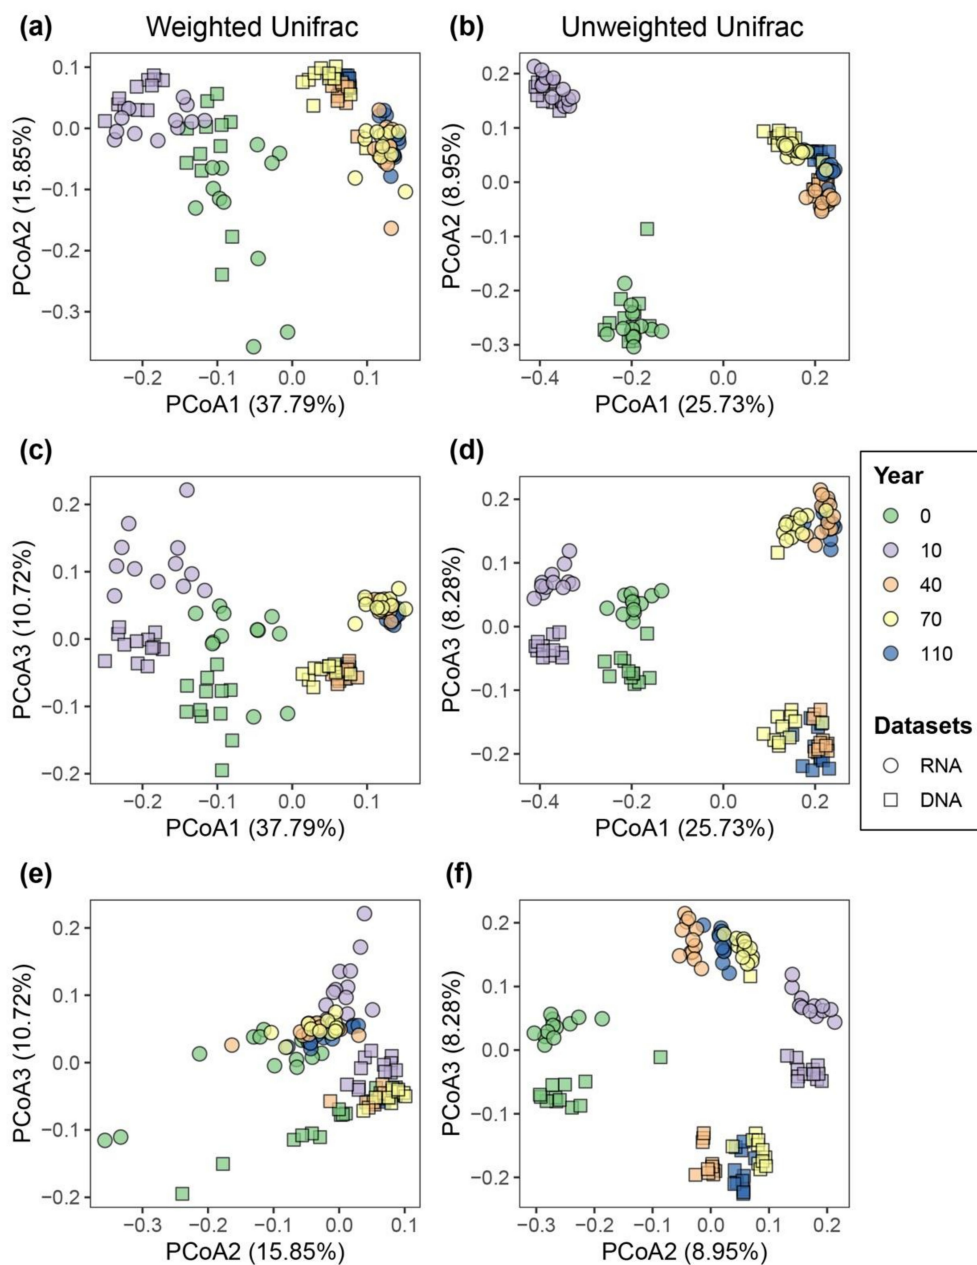 (a) Weighted Unifrac
(b) Unweighted Unifrac
0.1
0.0
−0.1
−0.2
−0.3
PCoA2 (15.85%)
−0.2 −0.1 0.0 0.1
PCoA1 (37.79%)
0.2
0.1
0.0
−0.1
−0.2
−0.3
PCoA2 (8.95%)
−0.4 −0.2 0.0 0.2
PCoA1 (25.73%)
(c)
0.2
0.1
0.0
−0.1
−0.2
PCoA3 (10.72%)
−0.2 −0.1 0.0 0.1
PCoA1 (37.79%)
(d)
0.2
0.1
0.0
−0.1
−0.2
PCoA3 (8.28%)
−0.4 −0.2 0.0 0.2
PCoA1 (25.73%)
Year
0
10
40
70
110
Datasets
RNA
DNA
(e)
0.2
0.1
0.0
−0.1
−0.2
PCoA3 (10.72%)
−0.3 −0.2 −0.1 0.0 0.1
PCoA2 (15.85%)
(f)
0.2
0.1
0.0
−0.1
−0.2
PCoA3 (8.28%)
−0.3 −0.2 −0.1 0.0 0.1 0.2
PCoA2 (8.95%)